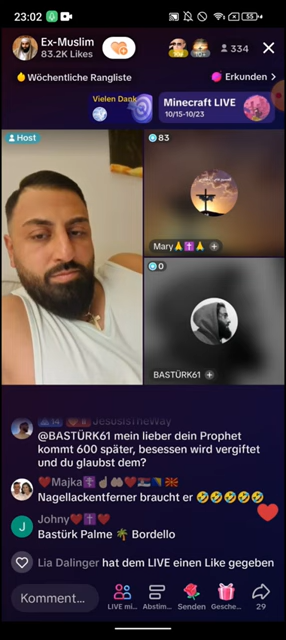 23:02
55
Ex-Muslim
83.2K Likes
334
Wöchentliche Rangliste
Erkunden >
Vielen Dank
Minecraft LIVE
10/15-10/23
Host
83
Mary
0
BASTÜRK61
14 JesusIsTheWay
@BASTÜRK61 mein lieber dein Prophet
kommt 600 später, besessen wird vergiftet
und du glaubst dem?
Majka
Nagellackentferner braucht er 🤣🤣🤣🤣🤣
J
Johny❤️✝️❤️
Bastürk Palme 🌴 Bordello
Lia Dalinger hat dem LIVE einen Like gegeben
Komment...
LIVE mi...
Abstim...
Senden
Gesche...
29